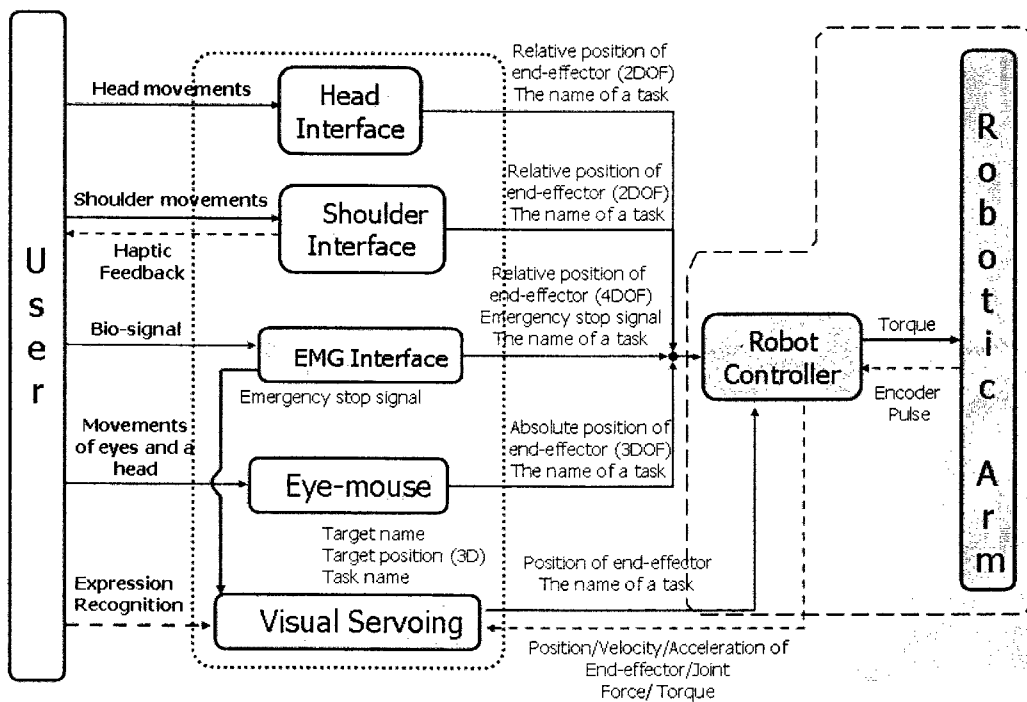 User
Head movements
Head
Interface
Relative position of
end-effector (2DOF)
The name of a task
Shoulder movements
Haptic
Feedback
Shoulder
Interface
Relative position of
end-effector (2DOF)
The name of a task
Bio-signal
EMG Interface
Emergency stop signal
Relative position of
end-effector (4DOF)
Emergency stop signal
The name of a task
Movements
of eyes and a
head
Eye-mouse
Absolute position of
end-effector (3DOF)
The name of a task
Target name
Target position (3D)
Task name
Expression
Recognition
Visual Servoing
Position of end-effector
The name of a task
Position/Velocity/Acceleration of
End-effector/Joint
Force/ Torque
Robot
Controller
Torque
Encoder
Pulse
Robotic Arm